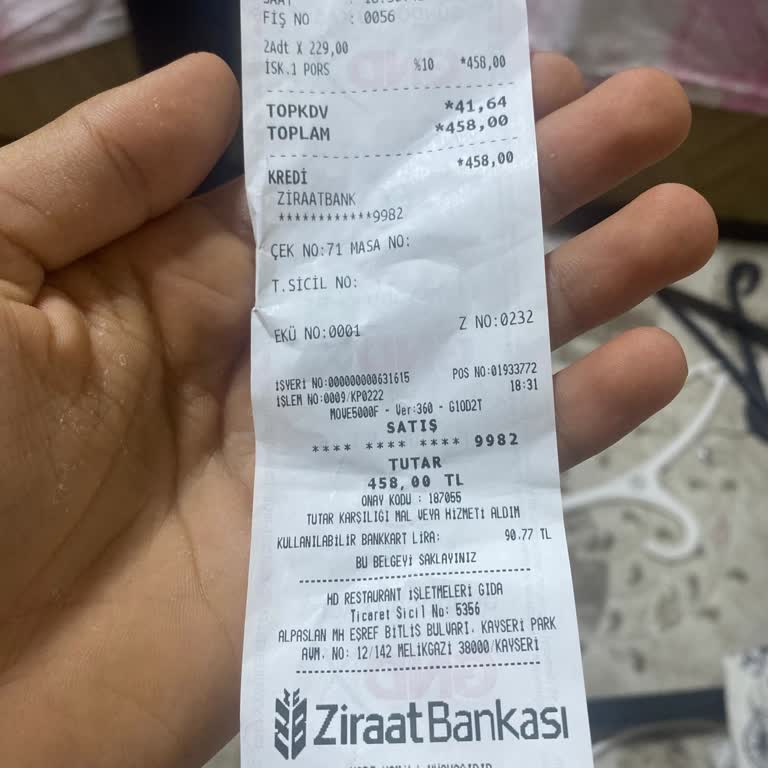 FİŞ NO : 0056
2Adt X 229,00
İSK.1 PORS %10 *458,00
TOPKDV *41,64
TOPLAM *458,00
KREDİ *458,00
ZİRAATBANK
************9982
ÇEK NO:71 MASA NO:
T.SİCİL NO:
EKÜ NO:0001 Z NO:0232
İŞYERİ NO:000000000631615 POS NO:01933772
İŞLEM NO:0009/KP0222 18:31
MOVE5000F - Ver:360 - G10D2T
SATIŞ
**** **** **** 9982
TUTAR
458,00 TL
ONAY KODU : 187055
TUTAR KARŞILIĞI MAL VEYA HİZMETİ ALDIM
KULLANILABİLİR BANKKART LİRA: 90.77 TL
BU BELGEYİ SAKLAYINIZ
HD RESTAURANT İŞLETMELERİ GIDA
Ticaret Sicil No: 5356
ALPASLAN MH EŞREF BİTLİS BULVARI. KAYSERİ PARK
AVM. NO: 12/142 MELİKGAZİ 38000/KAYSERİ
Ziraat Bankası